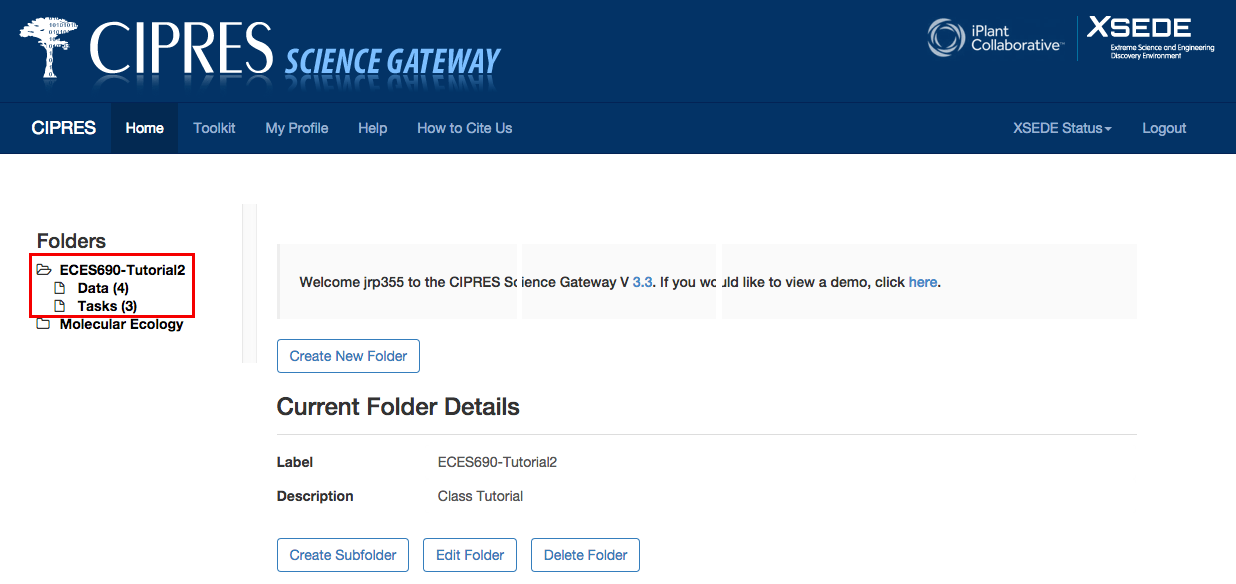 CIPRES SCIENCE GATEWAY
iPlant
Collaborative™
XSEDE
Extreme Science and Engineering
Discovery Environment
CIPRES Home Toolkit My Profile Help How to Cite Us XSEDE Status Logout
Folders
ECES690-Tutorial2
Data (4)
Tasks (3)
Molecular Ecology
Welcome jrp355 to the CIPRES Science Gateway V 3.3. If you would like to view a demo, click here.
Create New Folder
Current Folder Details
Label ECES690-Tutorial2
Description Class Tutorial
Create Subfolder Edit Folder Delete Folder